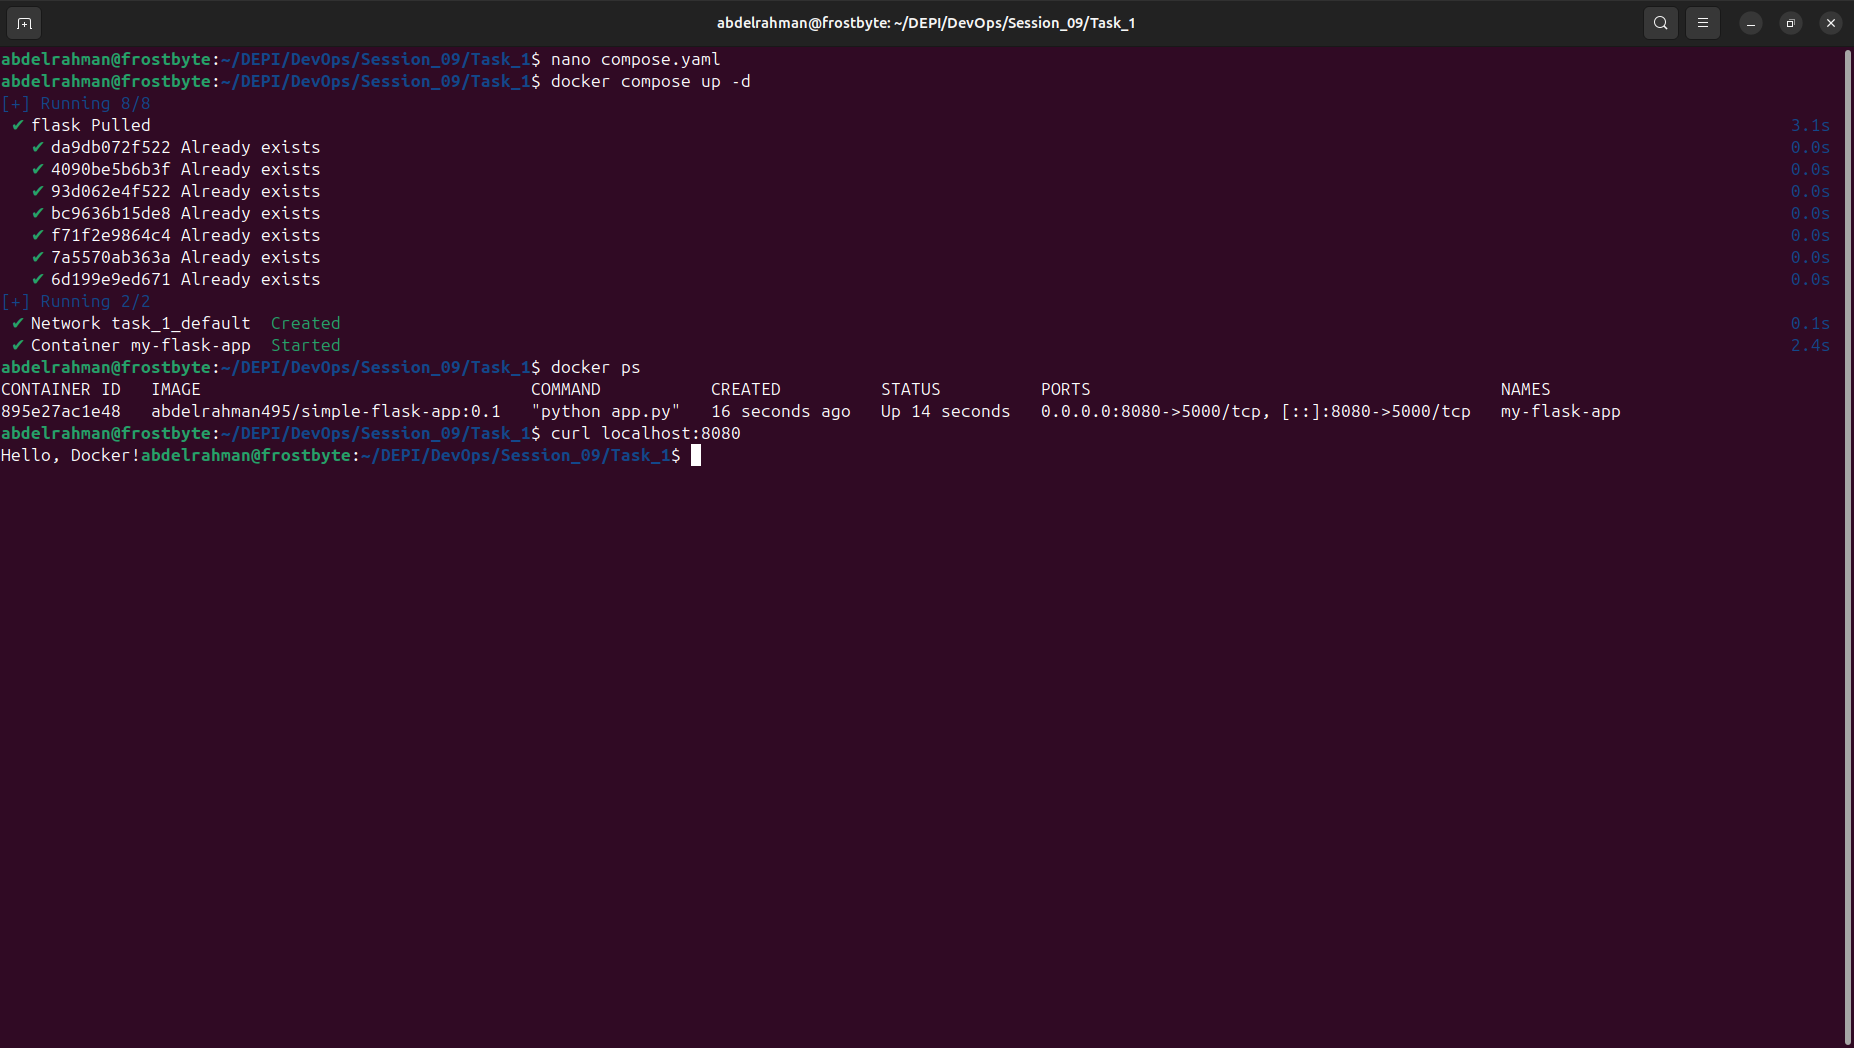 abdelrahman@frostbyte: ~/DEPI/DevOps/Session_09/Task_1
abdelrahman@frostbyte:~/DEPI/DevOps/Session_09/Task_1$ nano compose.yaml
abdelrahman@frostbyte:~/DEPI/DevOps/Session_09/Task_1$ docker compose up -d
[+] Running 8/8
✔ flask Pulled 3.1s
✔ da9db072f522 Already exists 0.0s
✔ 4090be5b6b3f Already exists 0.0s
✔ 93d062e4f522 Already exists 0.0s
✔ bc9636b15de8 Already exists 0.0s
✔ f71f2e9864c4 Already exists 0.0s
✔ 7a5570ab363a Already exists 0.0s
✔ 6d199e9ed671 Already exists 0.0s
[+] Running 2/2
✔ Network task_1_default  Created 0.1s
✔ Container my-flask-app  Started 2.4s
abdelrahman@frostbyte:~/DEPI/DevOps/Session_09/Task_1$ docker ps
CONTAINER ID   IMAGE   COMMAND   CREATED   STATUS   PORTS   NAMES
895e27ac1e48   abdelrahman495/simple-flask-app:0.1   "python app.py"   16 seconds ago   Up 14 seconds   0.0.0.0:8080->5000/tcp, [::]:8080->5000/tcp   my-flask-app
abdelrahman@frostbyte:~/DEPI/DevOps/Session_09/Task_1$ curl localhost:8080
Hello, Docker!abdelrahman@frostbyte:~/DEPI/DevOps/Session_09/Task_1$